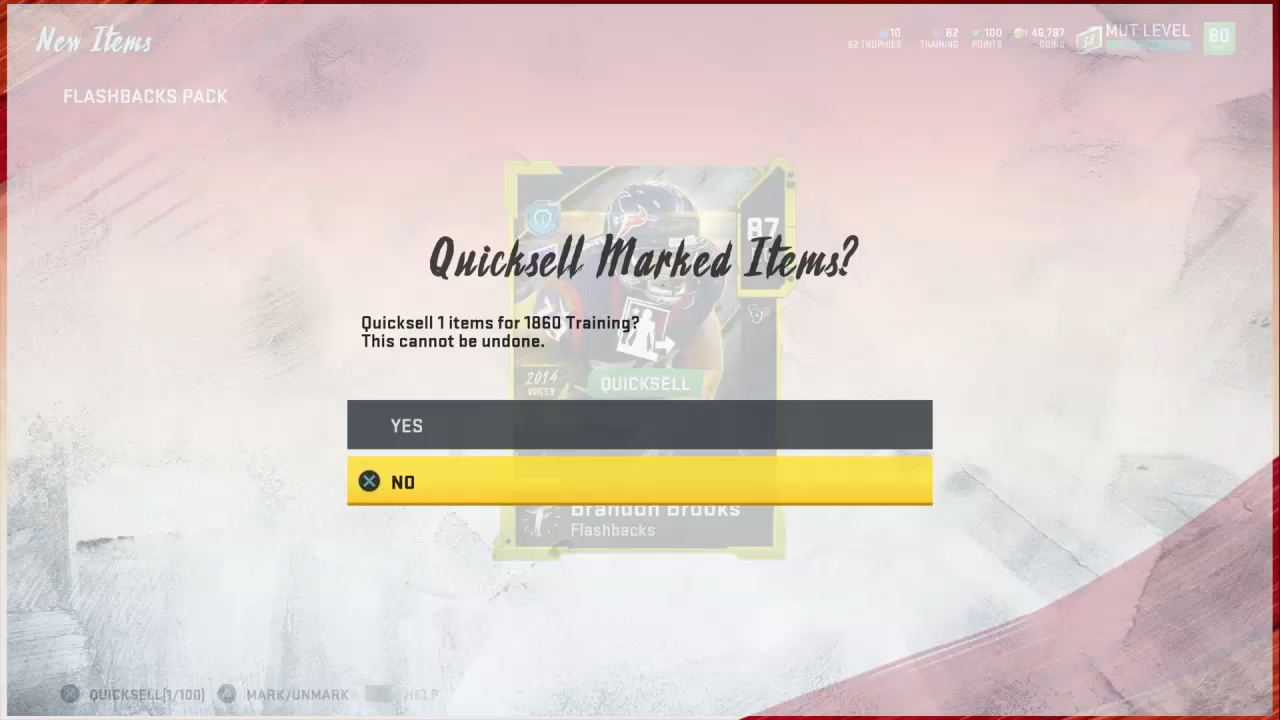 New Items
10
S2 TROPHIES
82
TRAINING
100
POINTS
46,787
COINS
MUT LEVEL
80
FLASHBACKS PACK
87
Quicksell Marked Items?
Quicksell 1 items for 1860 Training?
This cannot be undone.
2014
WK13
QUICKSELL
YES
NO
Brandon Brooks
Flashbacks
QUICKSELL(1/100)
MARK/UNMARK
HELP